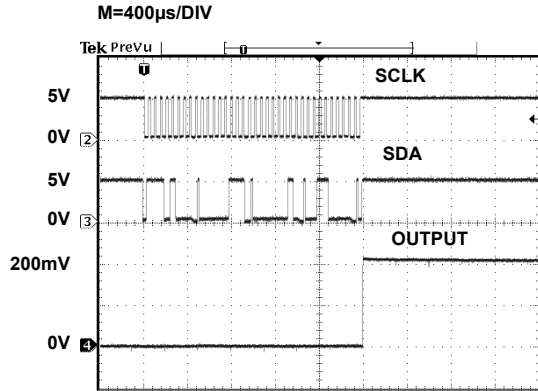 M=400µs/DIV
Tek PreVu
T
T
SCLK
5V
0V
2
SDA
5V
0V
3
OUTPUT
200mV
0V
4